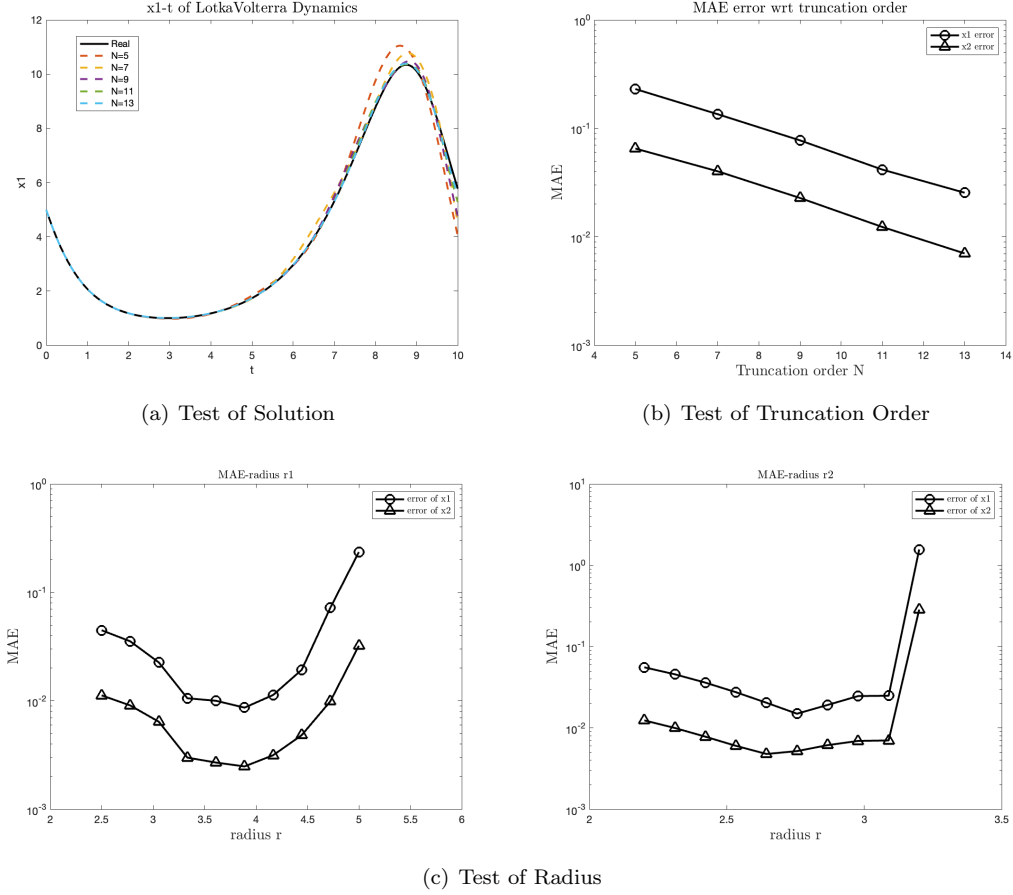 x1-t of LotkaVolterra Dynamics
12
10
8
6
4
2
0
x1
0 1 2 3 4 5 6 7 8 9 10
t
Real
N=5
N=7
N=9
N=11
N=13
(a) Test of Solution
MAE error wrt truncation order
10^0
10^-1
10^-2
10^-3
MAE
4 5 6 7 8 9 10 11 12 13 14
Truncation order N
x1 error
x2 error
(b) Test of Truncation Order
MAE-radius r1
10^0
10^-1
10^-2
10^-3
MAE
2 2.5 3 3.5 4 4.5 5 5.5 6
radius r
error of x1
error of x2
MAE-radius r2
10^1
10^0
10^-1
10^-2
10^-3
MAE
2 2.5 3 3.5
radius r
error of x1
error of x2
(c) Test of Radius